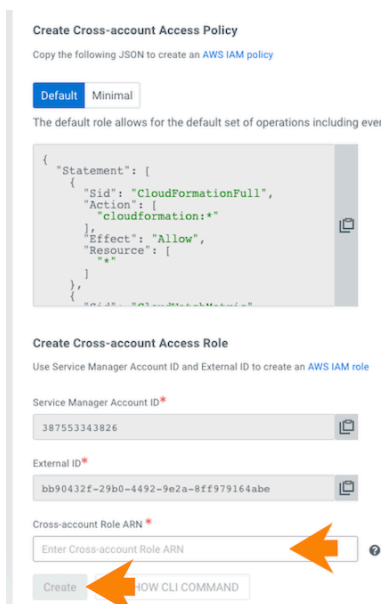 Create Cross-account Access Policy
Copy the following JSON to create an AWS IAM policy
Default Minimal
The default role allows for the default set of operations including ever
{
"Statement": [
{
"Sid": "CloudFormationFull",
"Action": [
"cloudformation:*"
],
"Effect": "Allow",
"Resource": [
"*"
]
},
{
Create Cross-account Access Role
Use Service Manager Account ID and External ID to create an AWS IAM role
Service Manager Account ID*
387553343826
External ID*
bb90432f-29b0-4492-9e2a-8ff979164abe
Cross-account Role ARN *
Enter Cross-account Role ARN
Create HOW CLI COMMAND